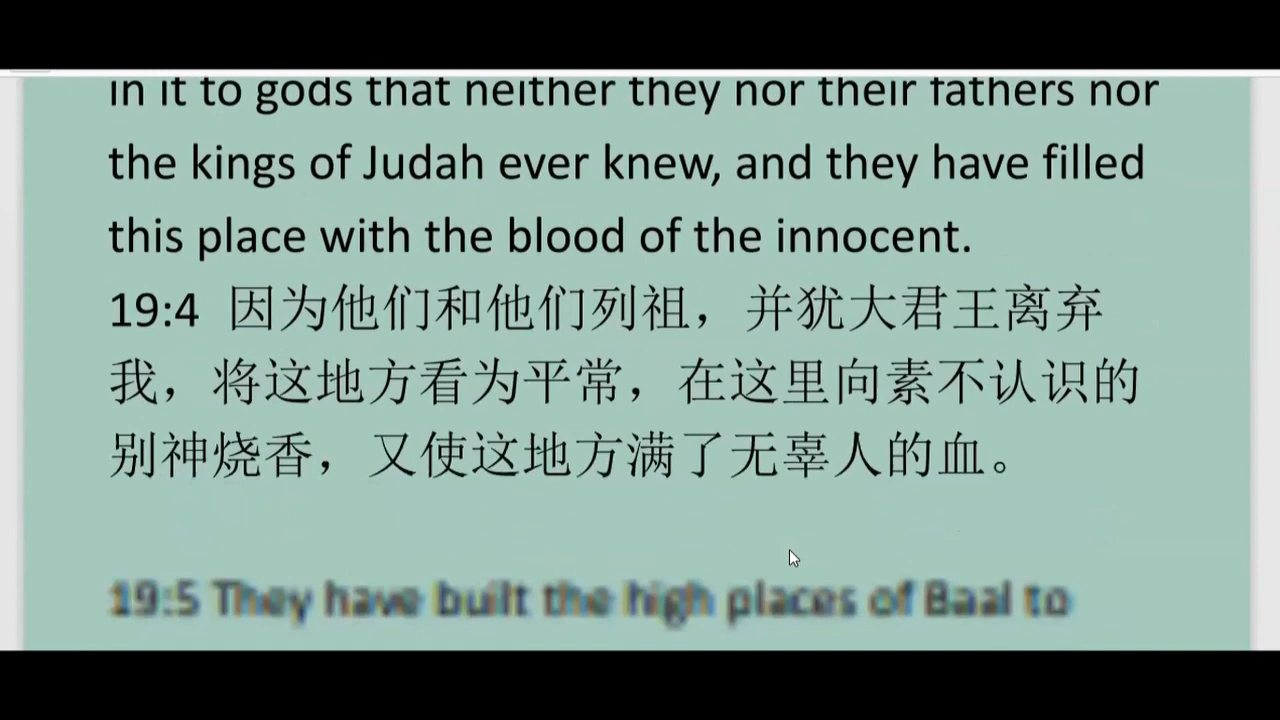 in it to gods that neither they nor their fathers nor
the kings of Judah ever knew, and they have filled
this place with the blood of the innocent.
19:4 因为他们和他们列祖，并犹大君王离弃
我，将这地方看为平常，在这里向素不认识的
别神烧香，又使这地方满了无辜人的血。
19:5 They have built the high places of Baal to